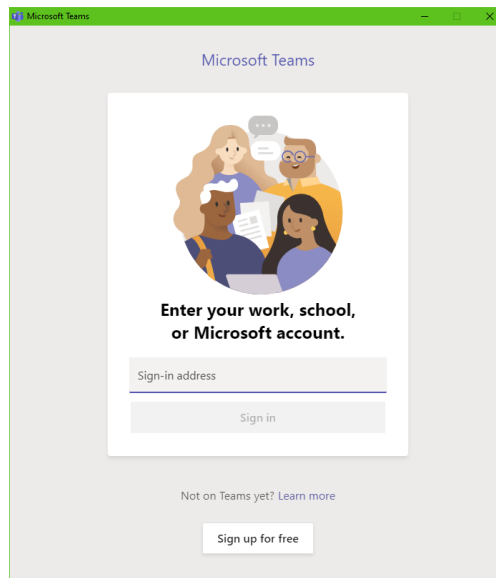 Microsoft Teams
Microsoft Teams
Enter your work, school,
or Microsoft account.
Sign-in address
Sign in
Not on Teams yet? Learn more
Sign up for free